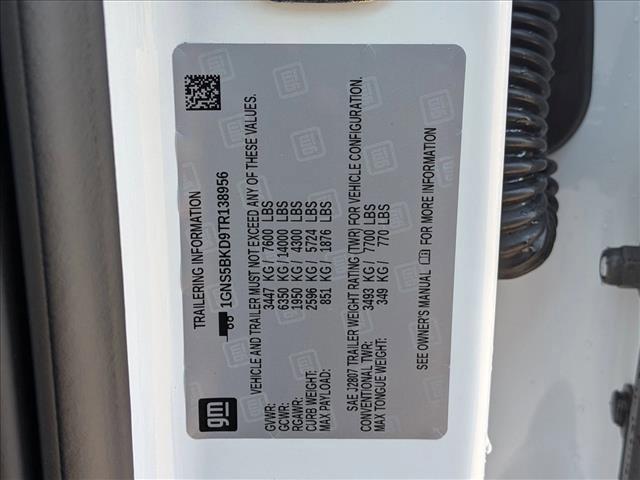 gm
TRAILERING INFORMATION
1GNS5BKD9TR138956
VEHICLE AND TRAILER MUST NOT EXCEED ANY OF THESE VALUES.
GVWR: 3447 KG / 7600 LBS
GCWR: 6350 KG / 14000 LBS
RGAWR: 1950 KG / 4300 LBS
CURB WEIGHT: 2596 KG / 5724 LBS
MAX PAYLOAD: 851 KG / 1876 LBS
SAE J2807 TRAILER WEIGHT RATING (TWR) FOR VEHICLE CONFIGURATION.
CONVENTIONAL TWR: 3493 KG / 7700 LBS
MAX TONGUE WEIGHT: 349 KG / 770 LBS
SEE OWNER'S MANUAL FOR MORE INFORMATION